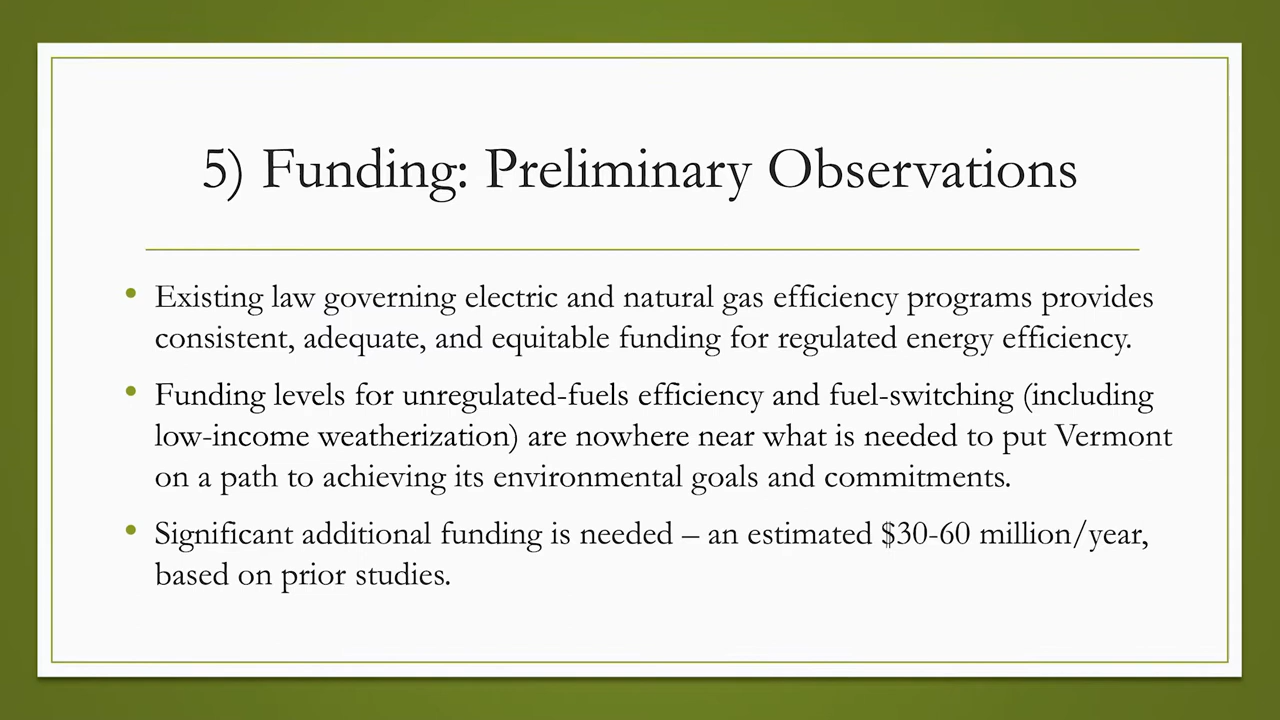 5) Funding: Preliminary Observations
• Existing law governing electric and natural gas efficiency programs provides
consistent, adequate, and equitable funding for regulated energy efficiency.
• Funding levels for unregulated-fuels efficiency and fuel-switching (including
low-income weatherization) are nowhere near what is needed to put Vermont
on a path to achieving its environmental goals and commitments.
• Significant additional funding is needed – an estimated $30-60 million/year,
based on prior studies.